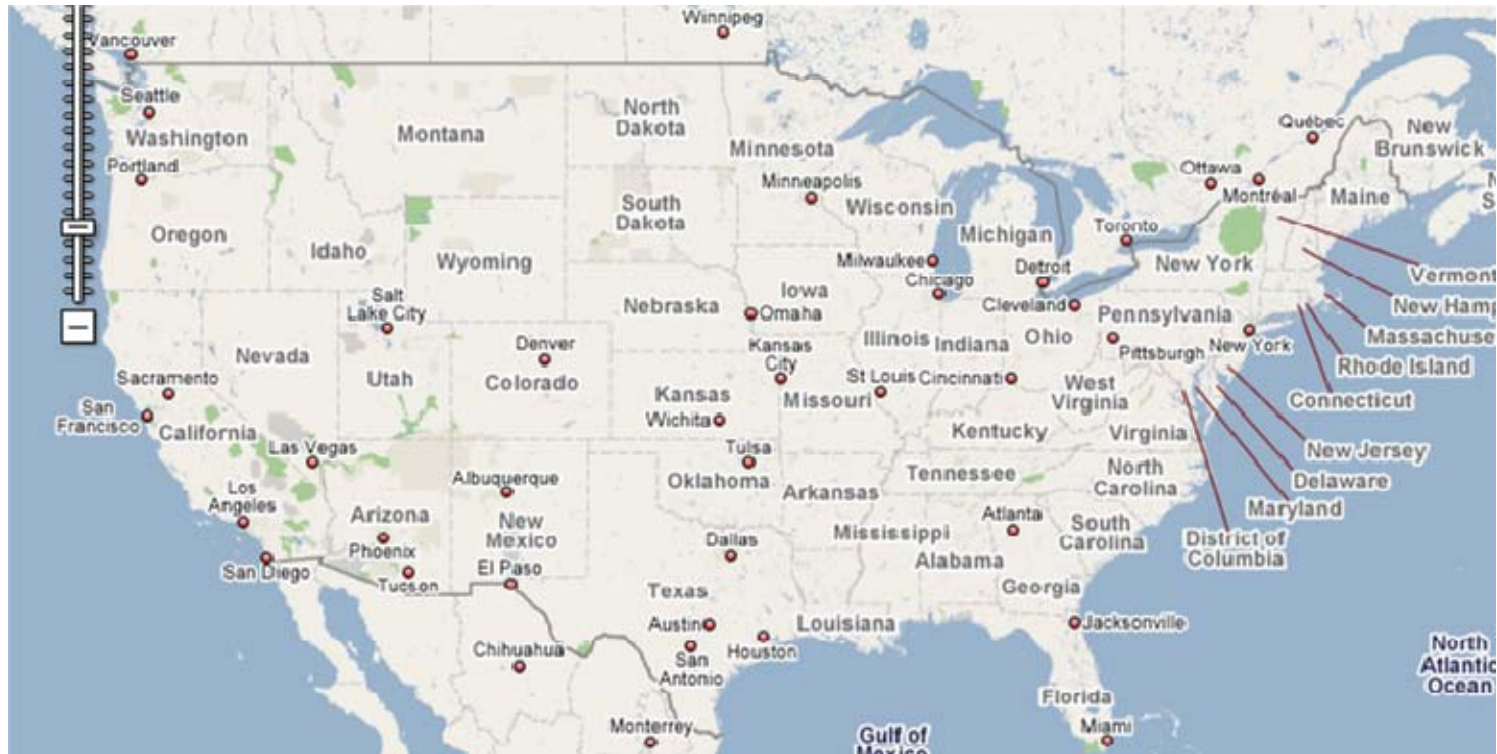 Winnipeg
Vancouver
Seattle
Washington
Montana
North
Dakota
Minnesota
Québec
New
Brunswick
Portland
Minneapolis
Ottawa
Montréal
Maine
Oregon
Idaho
Wyoming
South
Dakota
Wisconsin
Michigan
Toronto
New York
Vermont
Milwaukee
Chicago
Detroit
Cleveland
New Hamp
Salt
Lake City
Nebraska
Iowa
Omaha
Pennsylvania
Massachuse
Nevada
Utah
Denver
Colorado
Kansas
City
Illinois
Indiana
Ohio
Pittsburgh
New York
Rhode Island
Connecticut
Sacramento
San
Francisco
California
Kansas
Wichita
Missouri
St Louis
Cincinnati
West
Virginia
Kentucky
Virginia
New Jersey
Las Vegas
Albuquerque
Tulsa
Oklahoma
Arkansas
Tennessee
North
Carolina
Delaware
Maryland
Los
Angeles
Arizona
Phoenix
New
Mexico
Dallas
Mississippi
Alabama
Atlanta
South
Carolina
District of
Columbia
San Diego
Tucson
El Paso
Texas
Georgia
Austin
Houston
San
Antonio
Louisiana
Jacksonville
Chihuahua
Monterrey
Florida
Miami
Gulf of
Mexico
North
Atlantic
Ocean